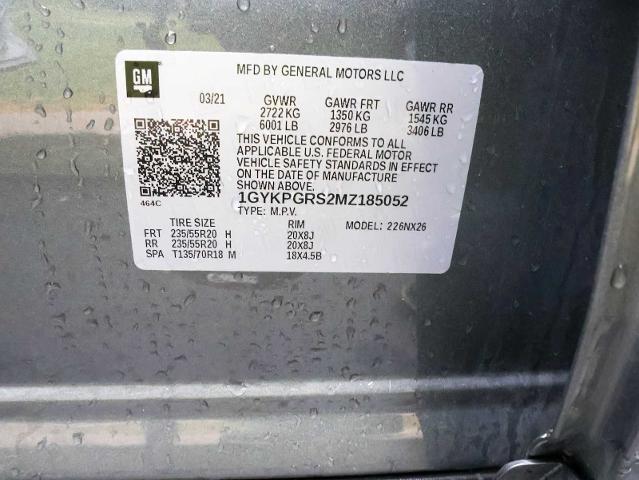 GM
MFD BY GENERAL MOTORS LLC
03/21 GVWR GAWR FRT GAWR RR
2722 KG 1350 KG 1545 KG
6001 LB 2976 LB 3406 LB
THIS VEHICLE CONFORMS TO ALL
APPLICABLE U.S. FEDERAL MOTOR
VEHICLE SAFETY STANDARDS IN EFFECT
ON THE DATE OF MANUFACTURE
SHOWN ABOVE.
1GYKPGRS2MZ185052
464C
TYPE: M.P.V.
TIRE SIZE RIM MODEL: 226NX26
FRT 235/55R20 H 20X8J
RR 235/55R20 H 20X8J
SPA T135/70R18 M 18X4.5B